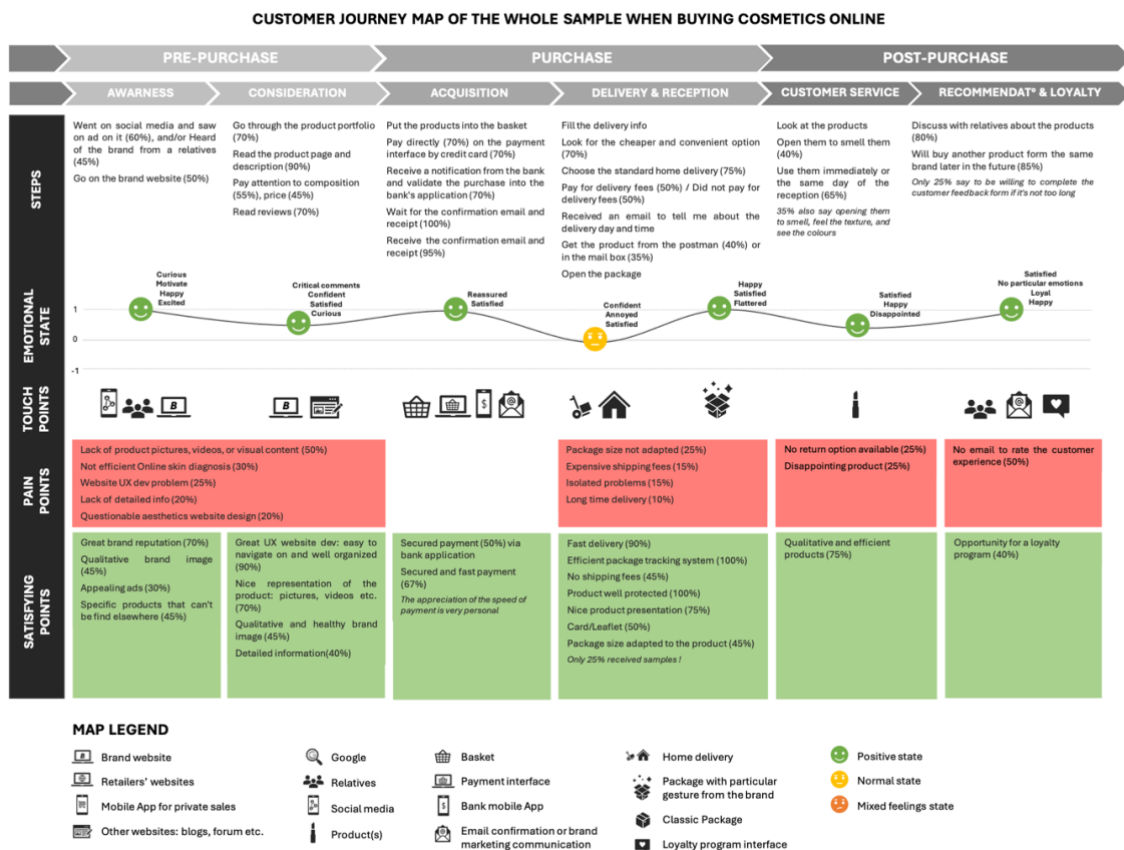 CUSTOMER JOURNEY MAP OF THE WHOLE SAMPLE WHEN BUYING COSMETICS ONLINE
PRE-PURCHASE
PURCHASE
POST-PURCHASE
AWARNESS
CONSIDERATION
ACQUISITION
DELIVERY & RECEPTION
CUSTOMER SERVICE
RECOMMENDAT° & LOYALTY
STEPS
Went on social media and saw
on ad on it (60%), and/or Heard
of the brand from a relatives
(45%)
Go on the brand website (50%)
Go through the product portfolio
(70%)
Read the product page and
description (90%)
Pay attention to composition
(55%), price (45%)
Read reviews (70%)
Put the products into the basket
Pay directly (70%) on the payment
interface by credit card (70%)
Receive a notification from the bank
and validate the purchase into the
bank's application (70%)
Wait for the confirmation email and
receipt (100%)
Receive the confirmation email and
receipt (95%)
Fill the delivery info
Look for the cheaper and convenient option
(70%)
Choose the standard home delivery (75%)
Pay for delivery fees (50%) / Did not pay for
delivery fees (50%)
Received an email to tell me about the
delivery day and time
Get the product from the postman (40%) or
in the mail box (35%)
Open the package
Look at the products
Open them to smell them
(40%)
Use them immediately or
the same day of the
reception (65%)
35% also say opening them
to smell, feel the texture, and
see the colours
Discuss with relatives about the products
(80%)
Will buy another product form the same
brand later in the future (85%)
Only 25% say to be willing to complete the
customer feedback form if it's not too long
EMOTIONAL
STATE
1
0
-1
Curious
Motivate
Happy
Excited
Critical comments
Confident
Satisfied
Curious
Reassured
Satisfied
Confident
Annoyed
Satisfied
Happy
Satisfied
Flattered
Satisfied
Happy
Disappointed
Satisfied
No particular emotions
Loyal
Happy
TOUCH
POINTS
PAIN
POINTS
Lack of product pictures, videos, or visual content (50%)
Not efficient Online skin diagnosis (30%)
Website UX dev problem (25%)
Lack of detailed info (20%)
Questionable aesthetics website design (20%)
Package size not adapted (25%)
Expensive shipping fees (15%)
Isolated problems (15%)
Long time delivery (10%)
No return option available (25%)
Disappointing product (25%)
No email to rate the customer
experience (50%)
SATISFYING
POINTS
Great brand reputation (70%)
Qualitative brand image
(45%)
Appealing ads (30%)
Specific products that can't
be find elsewhere (45%)
Great UX website dev: easy to
navigate on and well organized
(90%)
Nice representation of the
product: pictures, videos etc.
(70%)
Qualitative and healthy brand
image (45%)
Detailed information(40%)
Secured payment (50%) via
bank application
Secured and fast payment
(67%)
The appreciation of the speed of
payment is very personal
Fast delivery (90%)
Efficient package tracking system (100%)
No shipping fees (45%)
Product well protected (100%)
Nice product presentation (75%)
Card/Leaflet (50%)
Package size adapted to the product (45%)
Only 25% received samples !
Qualitative and efficient
products (75%)
Opportunity for a loyalty
program (40%)
MAP LEGEND
Brand website
Retailers' websites
Mobile App for private sales
Other websites: blogs, forum etc.
Google
Relatives
Social media
Product(s)
Basket
Payment interface
Bank mobile App
Email confirmation or brand
marketing communication
Home delivery
Package with particular
gesture from the brand
Classic Package
Loyalty program interface
Positive state
Normal state
Mixed feelings state